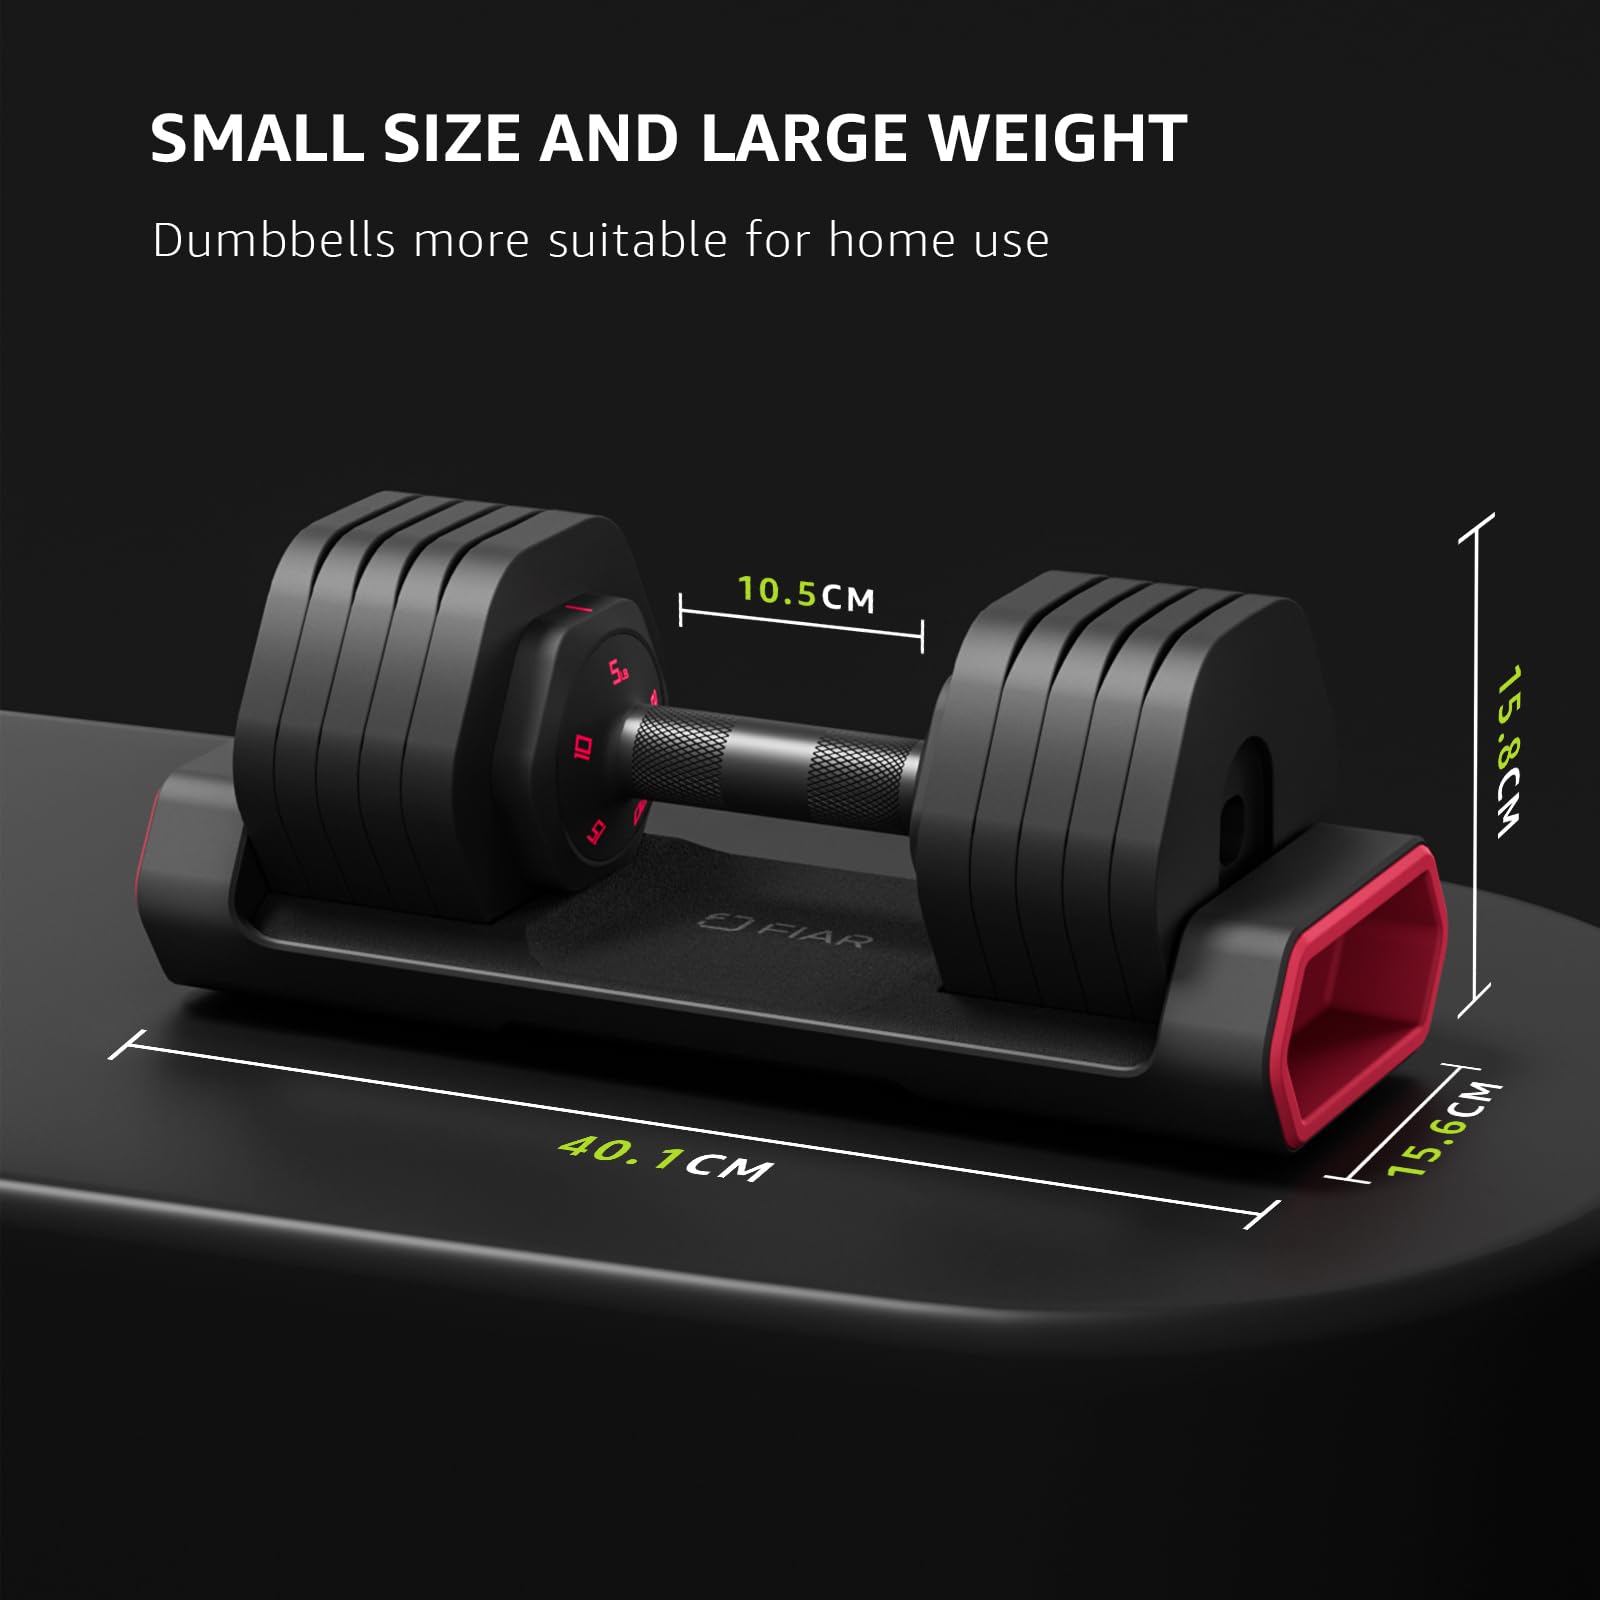 SMALL SIZE AND LARGE WEIGHT
Dumbbells more suitable for home use
10.5CM
5LB
10
15.8CM
FIAR
15.6CM
40.1CM